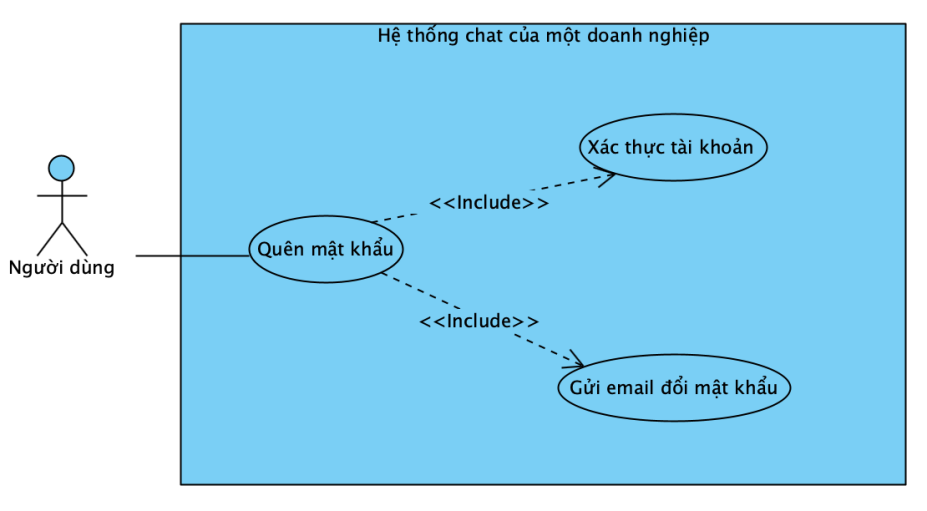 Hệ thống chat của một doanh nghiệp
Xác thực tài khoản
<<Include>>
Quên mật khẩu
Người dùng
<<Include>>
Gửi email đổi mật khẩu